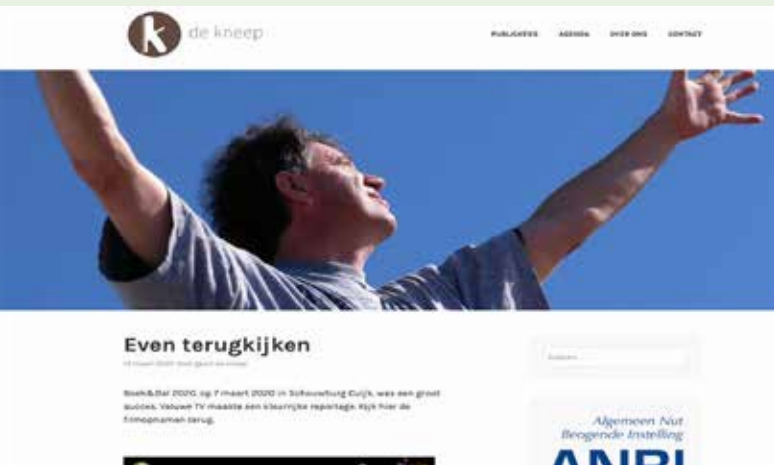 k de kneep
PUBLICATIES AGENDA OVER ONS CONTACT
Even terugkijken
Boek&Bal 2020, op 7 maart 2020 in Schouwburg Cuijk, was een groot
succes. Valuwe TV maakte een kleurrijke reportage. Kijk hier de
filmopnamen terug.
Zoeken
Algemeen Nut
Beogende Instelling
ANBI